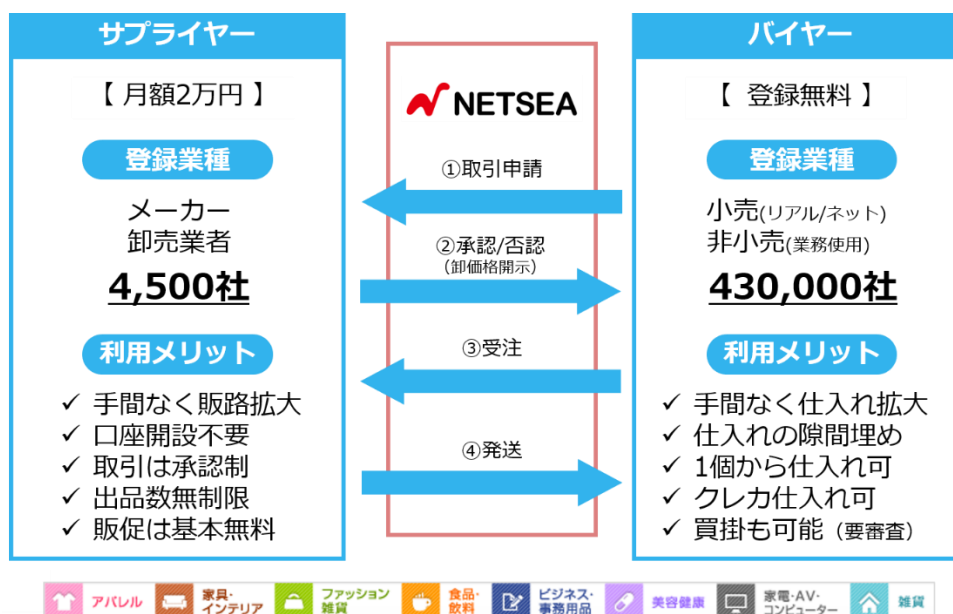 サプライヤー
【 月額2万円 】
登録業種
メーカー
卸売業者
4,500社
利用メリット
✓ 手間なく販路拡大
✓ 口座開設不要
✓ 取引は承認制
✓ 出品数無制限
✓ 販促は基本無料
NETSEA
①取引申請
②承認/否認
(卸価格開示)
③受注
④発送
バイヤー
【 登録無料 】
登録業種
小売(リアル/ネット)
非小売(業務使用)
430,000社
利用メリット
✓ 手間なく仕入れ拡大
✓ 仕入れの隙間埋め
✓ 1個から仕入れ可
✓ クレカ仕入れ可
✓ 買掛も可能（要審査）
アパレル
家具・
インテリア
ファッション
雑貨
食品・
飲料
ビジネス・
事務用品
美容健康
家電・AV・
コンピューター
雑貨